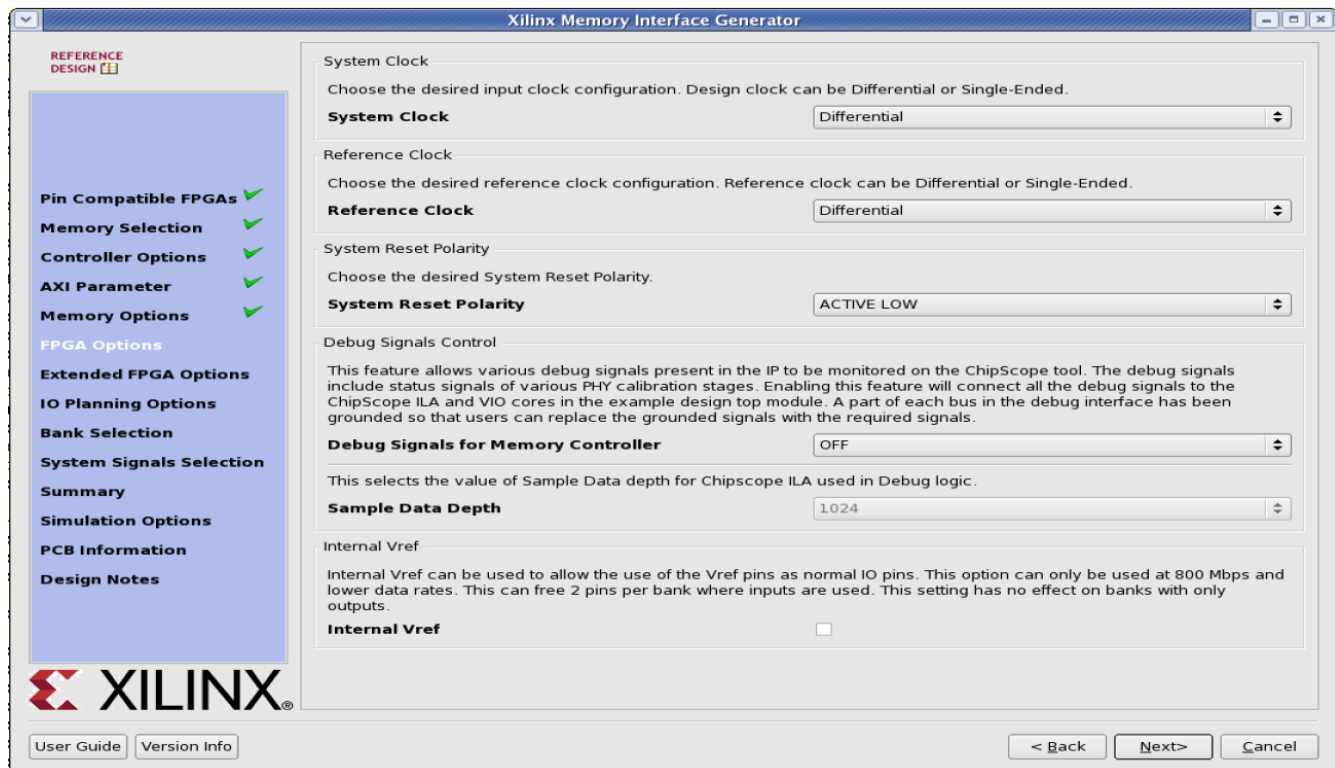 Xilinx Memory Interface Generator
REFERENCE
DESIGN
Pin Compatible FPGAs
Memory Selection
Controller Options
AXI Parameter
Memory Options
FPGA Options
Extended FPGA Options
IO Planning Options
Bank Selection
System Signals Selection
Summary
Simulation Options
PCB Information
Design Notes
XILINX®
System Clock
Choose the desired input clock configuration. Design clock can be Differential or Single-Ended.
System Clock Differential
Reference Clock
Choose the desired reference clock configuration. Reference clock can be Differential or Single-Ended.
Reference Clock Differential
System Reset Polarity
Choose the desired System Reset Polarity.
System Reset Polarity ACTIVE LOW
Debug Signals Control
This feature allows various debug signals present in the IP to be monitored on the ChipScope tool. The debug signals
include status signals of various PHY calibration stages. Enabling this feature will connect all the debug signals to the
ChipScope ILA and VIO cores in the example design top module. A part of each bus in the debug interface has been
grounded so that users can replace the grounded signals with the required signals.
Debug Signals for Memory Controller OFF
This selects the value of Sample Data depth for Chipscope ILA used in Debug logic.
Sample Data Depth 1024
Internal Vref
Internal Vref can be used to allow the use of the Vref pins as normal IO pins. This option can only be used at 800 Mbps and
lower data rates. This can free 2 pins per bank where inputs are used. This setting has no effect on banks with only
outputs.
Internal Vref
User Guide Version Info < Back Next> Cancel